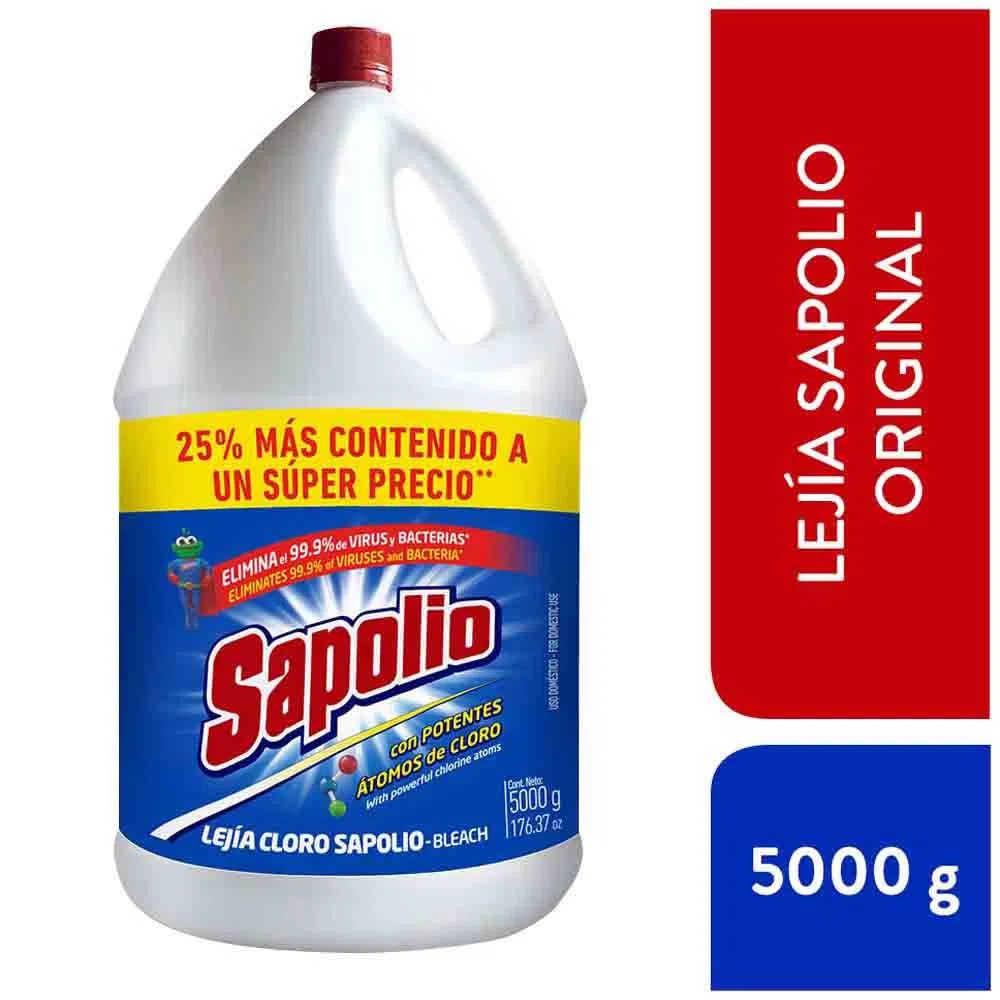 25% MÁS CONTENIDO A
UN SÚPER PRECIO**
ELIMINA el 99.9% de VIRUS y BACTERIAS*
ELIMINATES 99.9% of VIRUSES and BACTERIA*
Sapolio
con POTENTES
ÁTOMOS de CLORO
With powerful chlorine atoms
USO DOMÉSTICO - FOR DOMESTIC USE
Cont. Neto:
5000 g
176.37 oz
LEJÍA CLORO SAPOLIO - BLEACH
LEJÍA SAPOLIO
ORIGINAL
5000 g